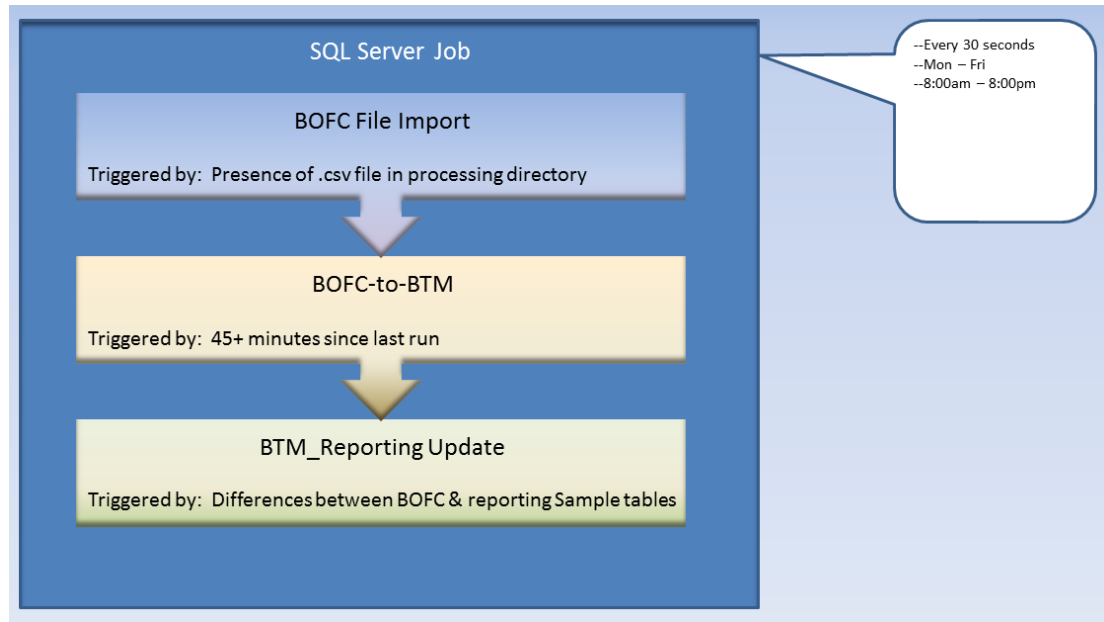 SQL Server Job
--Every 30 seconds
--Mon – Fri
--8:00am – 8:00pm
BOFC File Import
Triggered by: Presence of .csv file in processing directory
BOFC-to-BTM
Triggered by: 45+ minutes since last run
BTM_Reporting Update
Triggered by: Differences between BOFC & reporting Sample tables